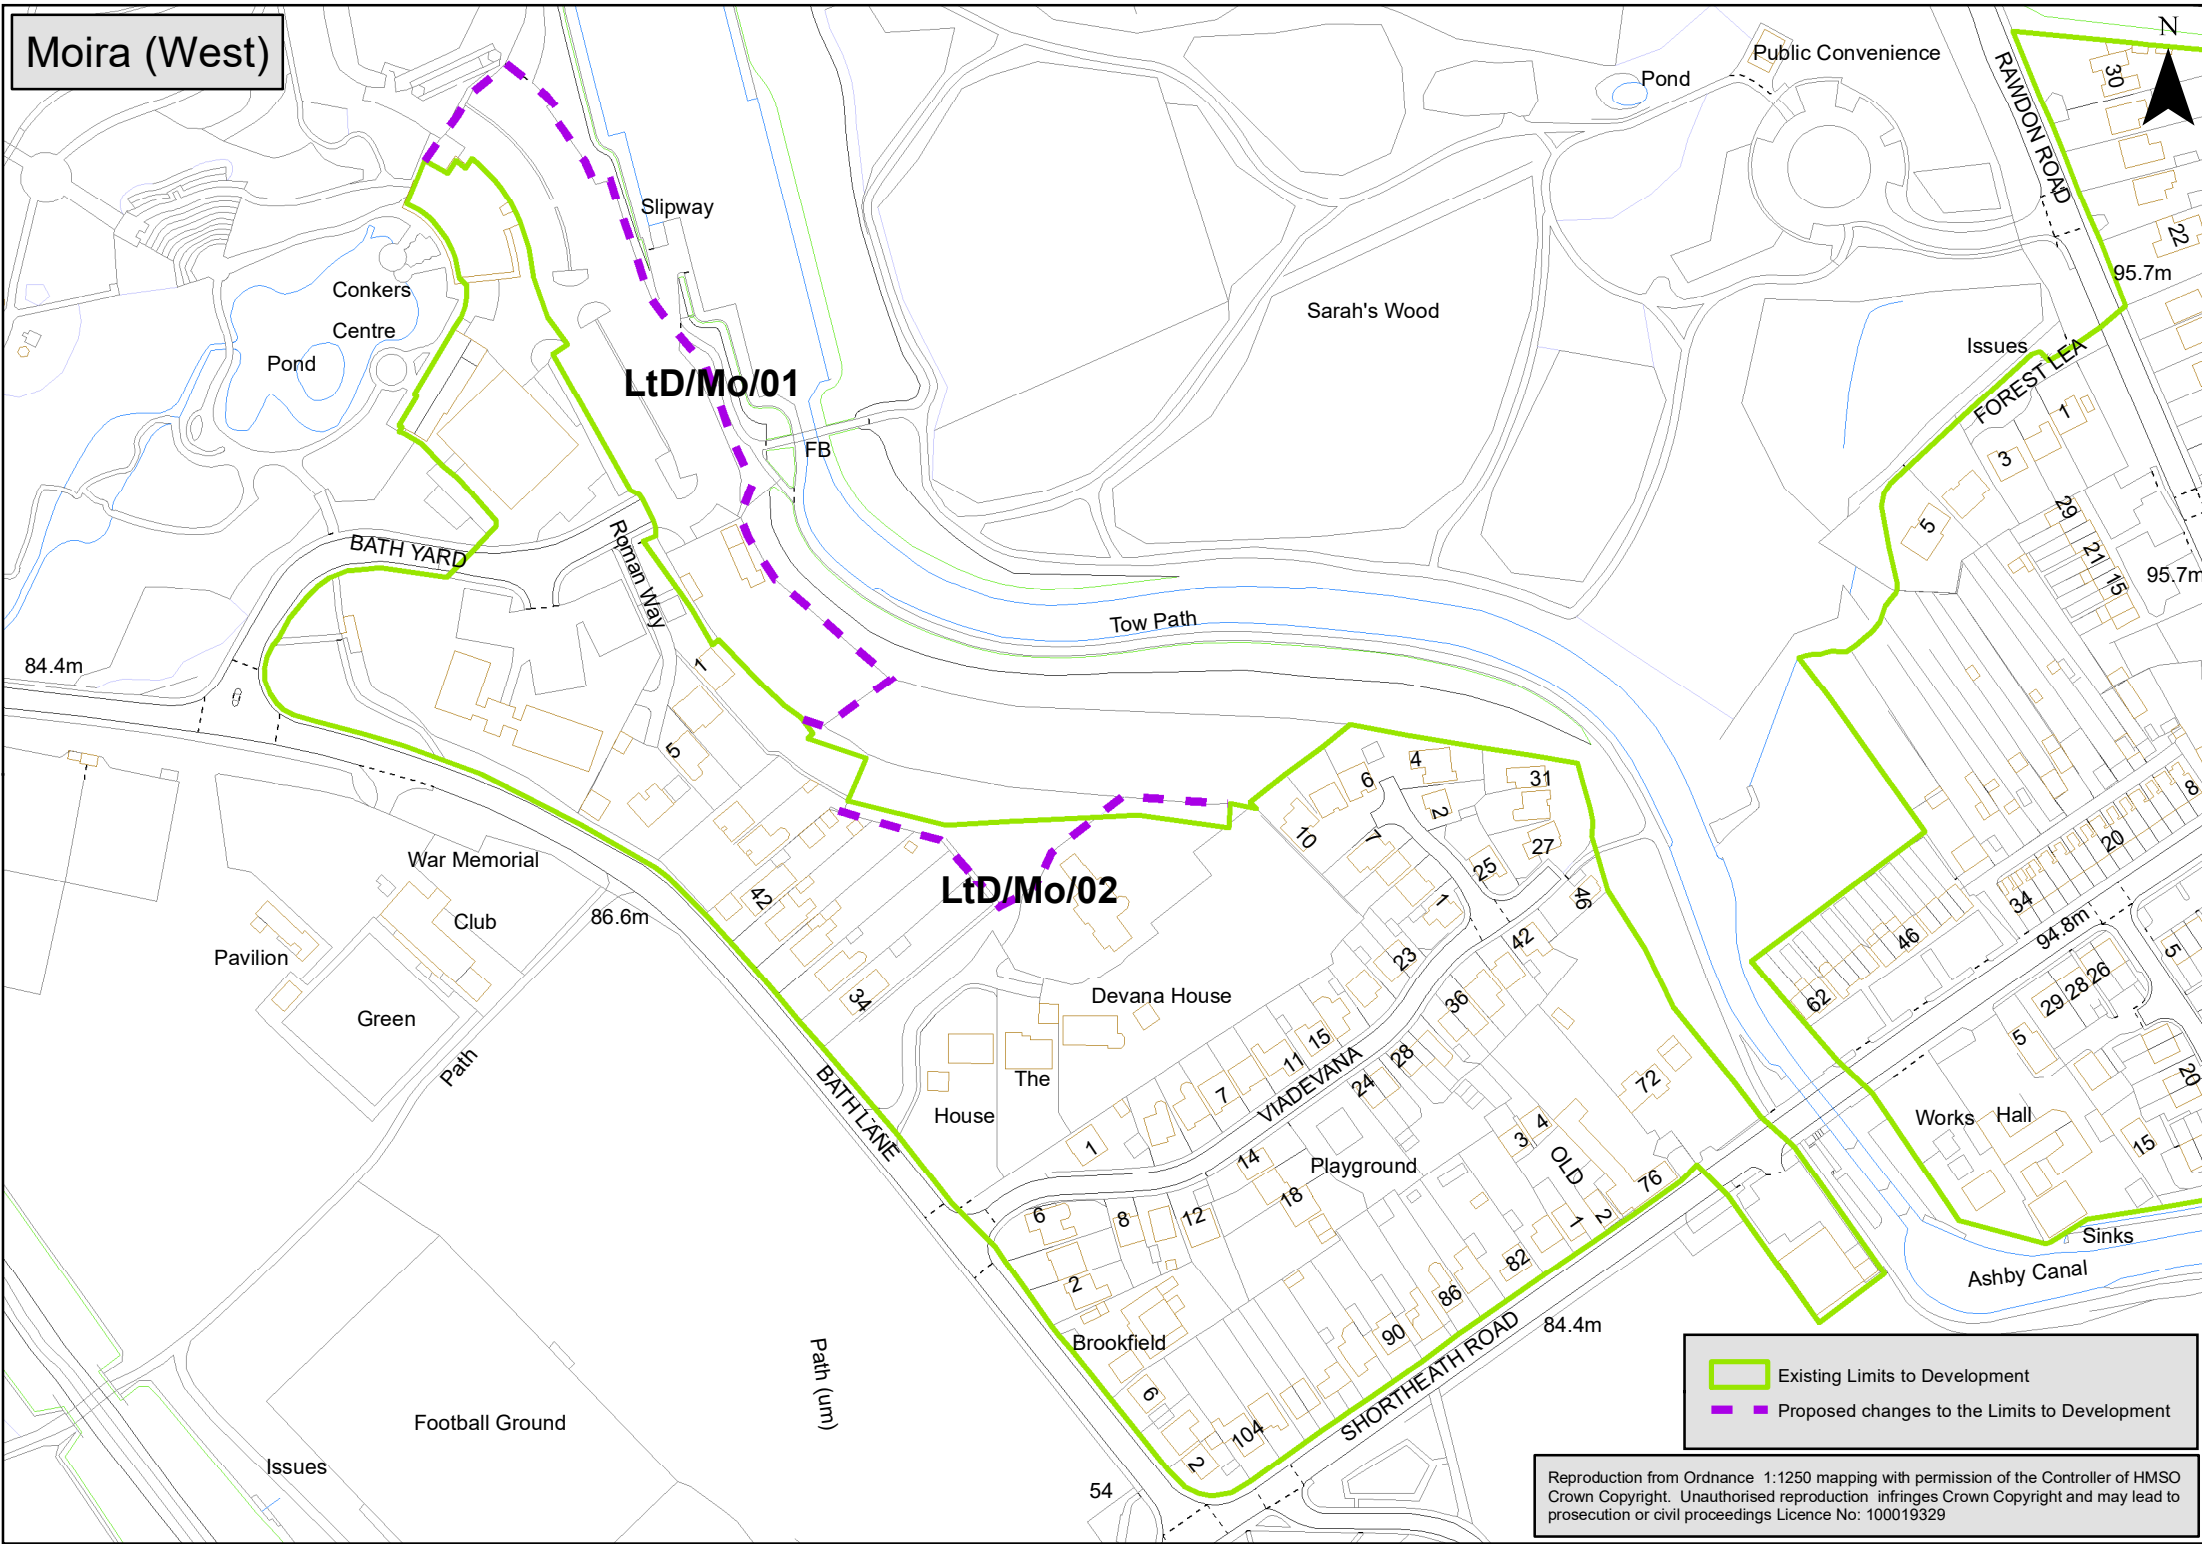 Moira (West)
N
Public Convenience
Pond
RAWDON ROAD
30
22
95.7m
Slipway
Conkers
Centre
Pond
Sarah's Wood
Issues
FOREST LEA
LtD/Mo/01
FB
1
3
5
29
21
15
95.7m
BATH YARD
Roman Way
Tow Path
84.4m
1
5
6
4
2
31
27
25
10
7
1
46
8
20
34
46
62
94.8m
5
War Memorial
Club
Pavilion
Green
Path
86.6m
42
34
LtD/Mo/02
Devana House
The
House
23
42
36
15
11
7
1
28
24
VIADEVANA
BATH LANE
72
4
3
OLD
76
2
1
29
28
26
5
20
15
Works
Hall
Sinks
Ashby Canal
14
18
12
Playground
6
8
2
Brookfield
82
86
90
84.4m
SHORTHEATH ROAD
6
104
2
Path (um)
Football Ground
Issues
54
Existing Limits to Development
Proposed changes to the Limits to Development
Reproduction from Ordnance 1:1250 mapping with permission of the Controller of HMSO
Crown Copyright. Unauthorised reproduction infringes Crown Copyright and may lead to
prosecution or civil proceedings Licence No: 100019329